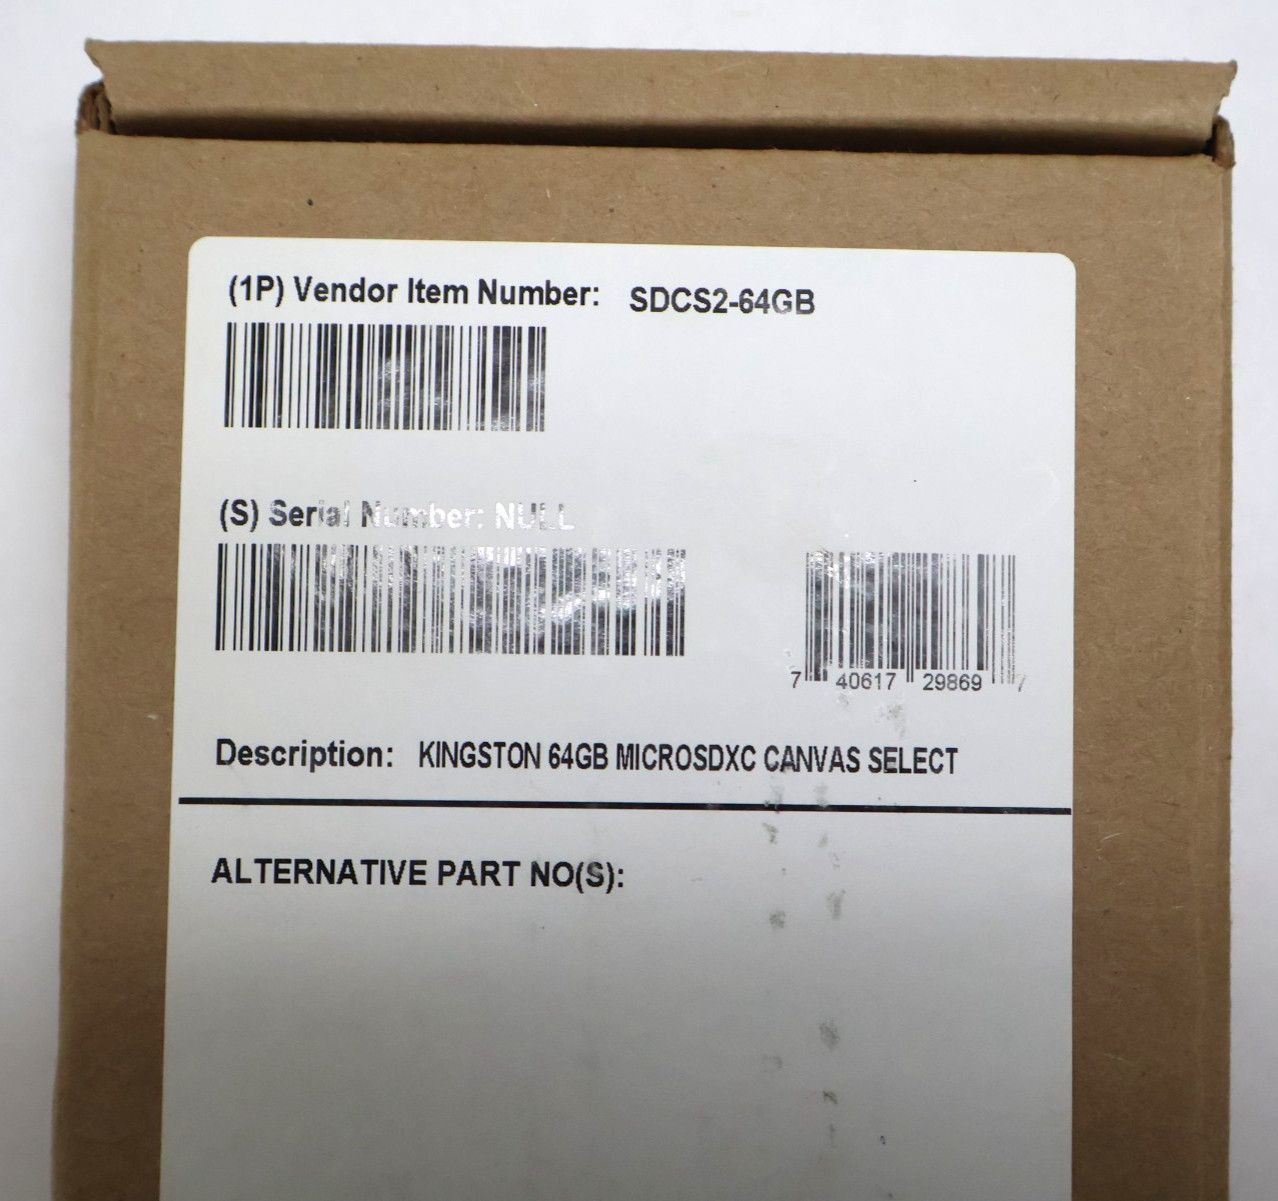 (1P) Vendor Item Number: SDCS2-64GB
(S) Serial Number: NULL
7 40617 29869 7
Description: KINGSTON 64GB MICROSDXC CANVAS SELECT
ALTERNATIVE PART NO(S):